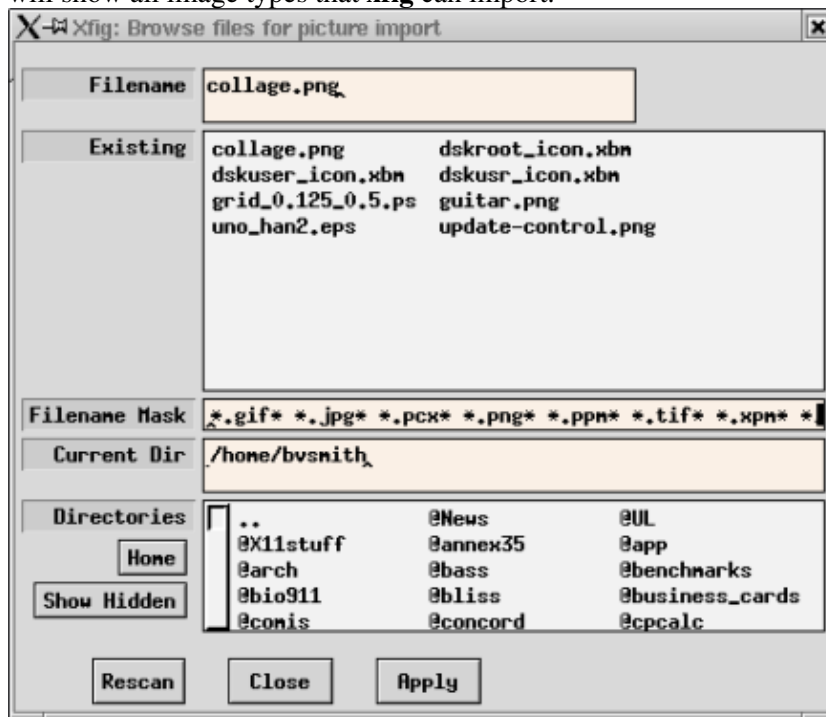 will show all image types that xfig can import.
Xfig: Browse files for picture import
Filename collage.png
Existing collage.png dskroot_icon.xbm
dskuser_icon.xbm dskusr_icon.xbm
grid_0.125_0.5.ps guitar.png
uno_han2.eps update-control.png
Filename Mask *.gif* *.jpg* *.pcx* *.png* *.ppm* *.tif* *.xpm* *
Current Dir /home/bvsmith
Directories .. @News @UL
@X11stuff @annex35 @app
Home @arch @bass @benchmarks
Show Hidden @bio911 @bliss @business_cards
@comis @concord @cpcalc
Rescan Close Apply